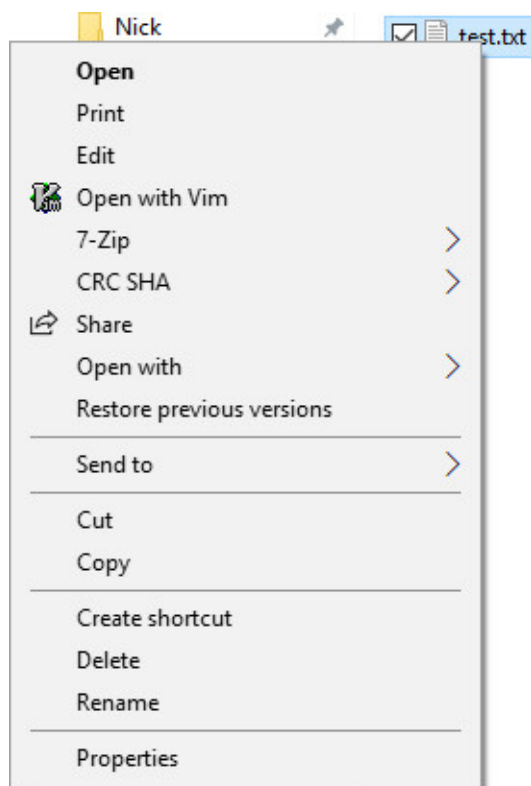 Nick
test.txt
Open
Print
Edit
Open with Vim
7-Zip
CRC SHA
Share
Open with
Restore previous versions
Send to
Cut
Copy
Create shortcut
Delete
Rename
Properties